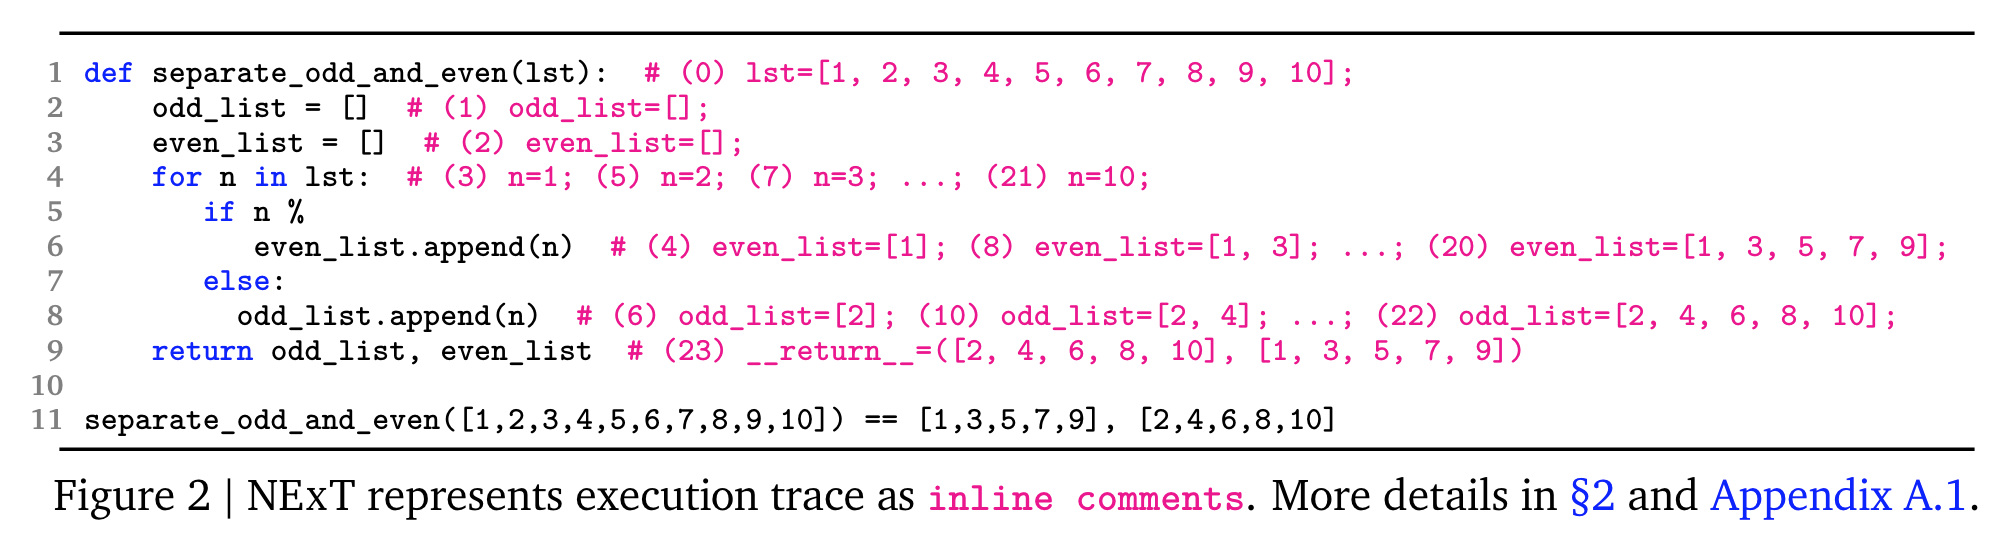 1 def separate_odd_and_even(lst):  # (0) lst=[1, 2, 3, 4, 5, 6, 7, 8, 9, 10];
2     odd_list = []  # (1) odd_list=[];
3     even_list = []  # (2) even_list=[];
4     for n in lst:  # (3) n=1; (5) n=2; (7) n=3; ...; (21) n=10;
5        if n %
6           even_list.append(n)  # (4) even_list=[1]; (8) even_list=[1, 3]; ...; (20) even_list=[1, 3, 5, 7, 9];
7        else:
8          odd_list.append(n)  # (6) odd_list=[2]; (10) odd_list=[2, 4]; ...; (22) odd_list=[2, 4, 6, 8, 10];
9     return odd_list, even_list  # (23) __return__=([2, 4, 6, 8, 10], [1, 3, 5, 7, 9])
10
11 separate_odd_and_even([1,2,3,4,5,6,7,8,9,10]) == [1,3,5,7,9], [2,4,6,8,10]
Figure 2 | NExT represents execution trace as inline comments. More details in §2 and Appendix A.1.